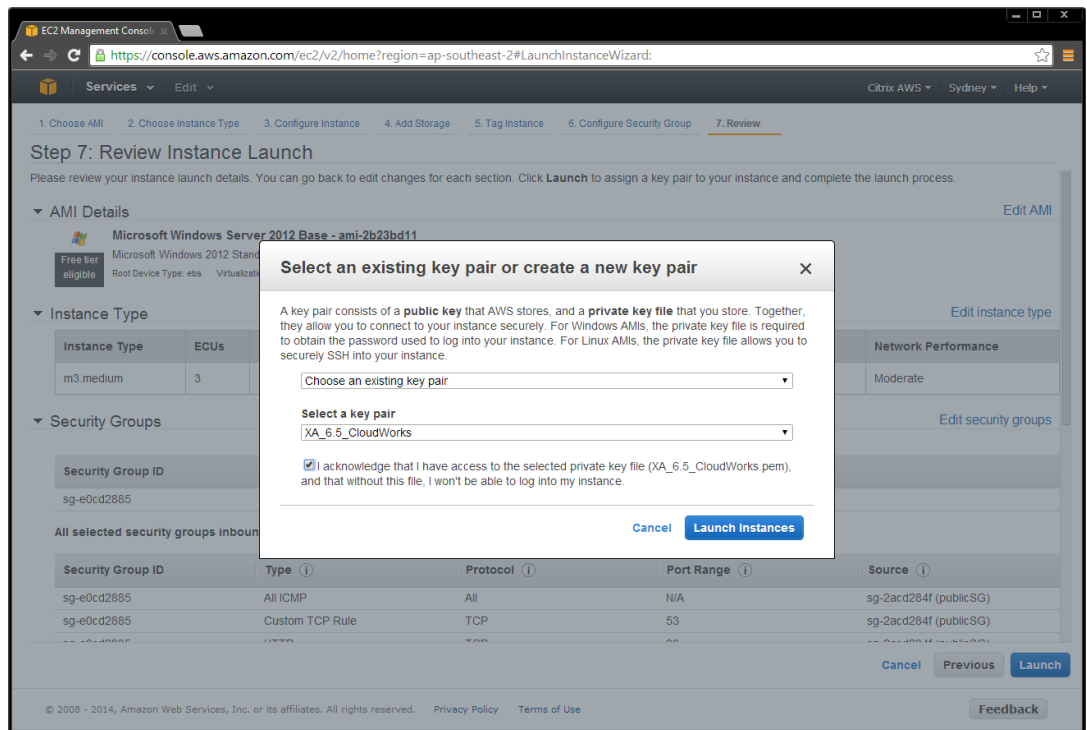 EC2 Management Consol
https://console.aws.amazon.com/ec2/v2/home?region=ap-southeast-2#LaunchInstanceWizard:
Services Edit Citrix AWS Sydney Help
1. Choose AMI 2. Choose Instance Type 3. Configure Instance 4. Add Storage 5. Tag Instance 6. Configure Security Group 7. Review
Step 7: Review Instance Launch
Please review your instance launch details. You can go back to edit changes for each section. Click Launch to assign a key pair to your instance and complete the launch process.
AMI Details Edit AMI
Microsoft Windows Server 2012 Base - ami-2b23bd11
Free tier eligible
Microsoft Windows 2012 Stand
Root Device Type: ebs Virtualizati
Select an existing key pair or create a new key pair
A key pair consists of a public key that AWS stores, and a private key file that you store. Together,
they allow you to connect to your instance securely. For Windows AMIs, the private key file is required
to obtain the password used to log into your instance. For Linux AMIs, the private key file allows you to
securely SSH into your instance.
Choose an existing key pair
Select a key pair
XA_6.5_CloudWorks
I acknowledge that I have access to the selected private key file (XA_6.5_CloudWorks.pem),
and that without this file, I won't be able to log into my instance.
Cancel Launch Instances
Instance Type Edit instance type
Instance Type ECUs Network Performance
m3.medium 3 Moderate
Security Groups Edit security groups
Security Group ID
sg-e0cd2885
All selected security groups inboun
Security Group ID Type Protocol Port Range Source
sg-e0cd2885 All ICMP All N/A sg-2acd284f (publicSG)
sg-e0cd2885 Custom TCP Rule TCP 53 sg-2acd284f (publicSG)
Cancel Previous Launch
© 2008 - 2014, Amazon Web Services, Inc. or its affiliates. All rights reserved. Privacy Policy Terms of Use Feedback